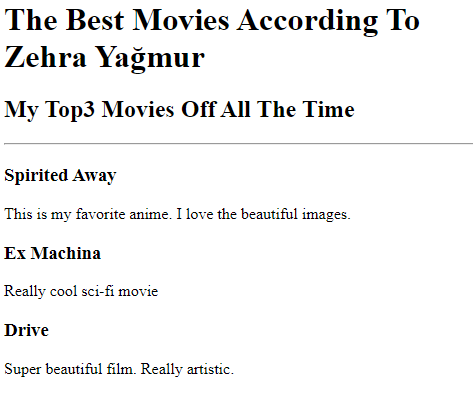 The Best Movies According To
Zehra Yağmur
My Top3 Movies Off All The Time
Spirited Away
This is my favorite anime. I love the beautiful images.
Ex Machina
Really cool sci-fi movie
Drive
Super beautiful film. Really artistic.